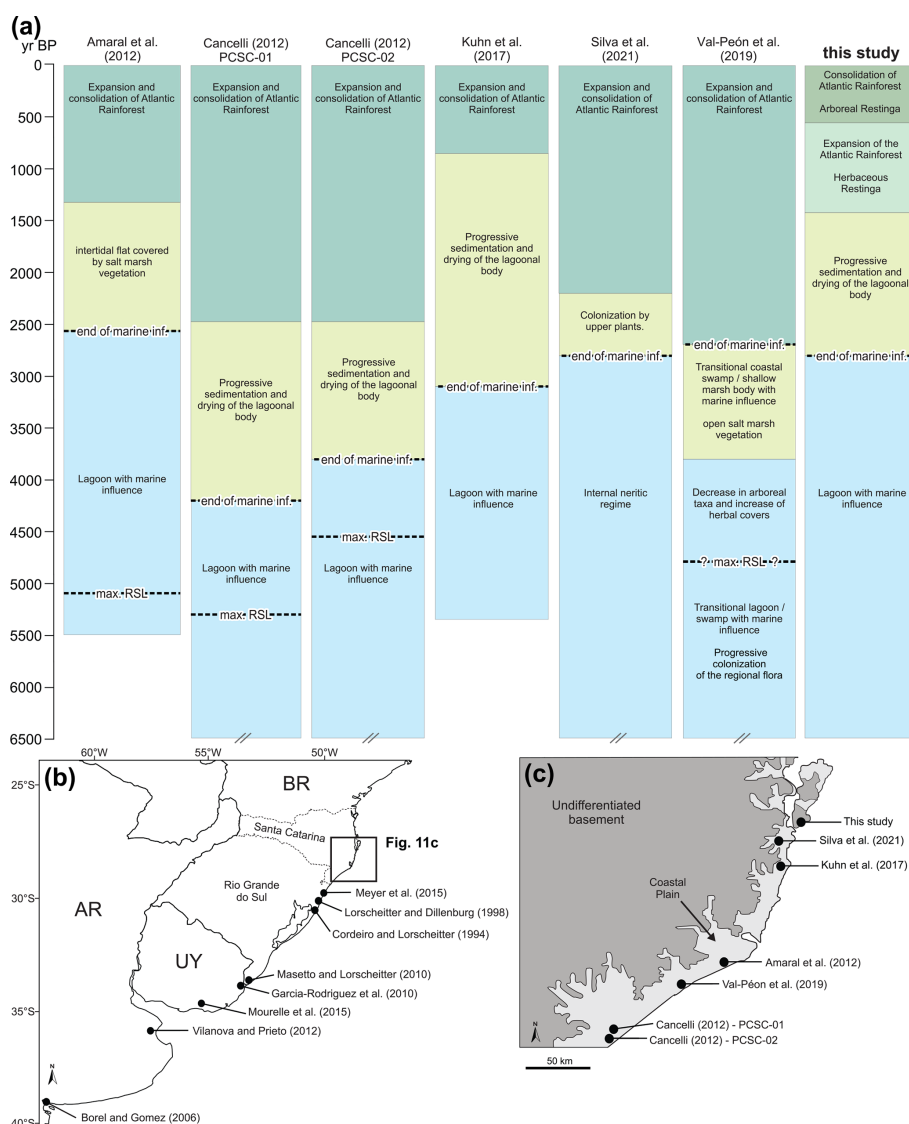 (a)
yr BP
Amaral et al.
(2012)
Cancelli (2012)
PCSC-01
Cancelli (2012)
PCSC-02
Kuhn et al.
(2017)
Silva et al.
(2021)
Val-Peón et al.
(2019)
this study
0
500
1000
1500
2000
2500
3000
3500
4000
4500
5000
5500
6000
6500
Expansion and
consolidation of Atlantic
Rainforest
intertidal flat covered
by salt marsh
vegetation
end of marine inf.
Lagoon with marine
influence
max. RSL
Expansion and
consolidation of Atlantic
Rainforest
Progressive
sedimentation and
drying of the lagoonal
body
end of marine inf.
Lagoon with marine
influence
max. RSL
Expansion and
consolidation of Atlantic
Rainforest
Progressive
sedimentation and
drying of the lagoonal
body
end of marine inf.
max. RSL
Lagoon with marine
influence
Expansion and
consolidation of Atlantic
Rainforest
Progressive
sedimentation and
drying of the lagoonal
body
end of marine inf.
Lagoon with marine
influence
Expansion and
consolidation of
Atlantic Rainforest
Colonization by
upper plants.
end of marine inf.
Internal neritic
regime
Expansion and
consolidation of Atlantic
Rainforest
end of marine inf.
Transitional coastal
swamp / shallow
marsh body with
marine influence
open salt marsh
vegetation
Decrease in arboreal
taxa and increase of
herbal covers
? max. RSL ?
Transitional lagoon /
swamp with marine
influence
Progressive
colonization
of the regional flora
Consolidation of
Atlantic Rainforest
Arboreal Restinga
Expansion of the
Atlantic Rainforest
Herbaceous
Restinga
Progressive
sedimentation and
drying of the lagoonal
body
end of marine inf.
Lagoon with marine
influence
60°W
55°W
50°W
(b)
25°S
30°S
35°S
40°S
BR
Santa Catarina
Fig. 11c
AR
Rio Grande
do Sul
UY
Meyer et al. (2015)
Lorscheitter and Dillenburg (1998)
Cordeiro and Lorscheitter (1994)
Masetto and Lorscheitter (2010)
Garcia-Rodriguez et al. (2010)
Mourelle et al. (2015)
Vilanova and Prieto (2012)
N
Borel and Gomez (2006)
(c)
Undifferentiated
basement
This study
Silva et al. (2021)
Kuhn et al. (2017)
Coastal
Plain
Amaral et al. (2012)
Val-Péon et al. (2019)
Cancelli (2012) - PCSC-01
Cancelli (2012) - PCSC-02
N
50 km